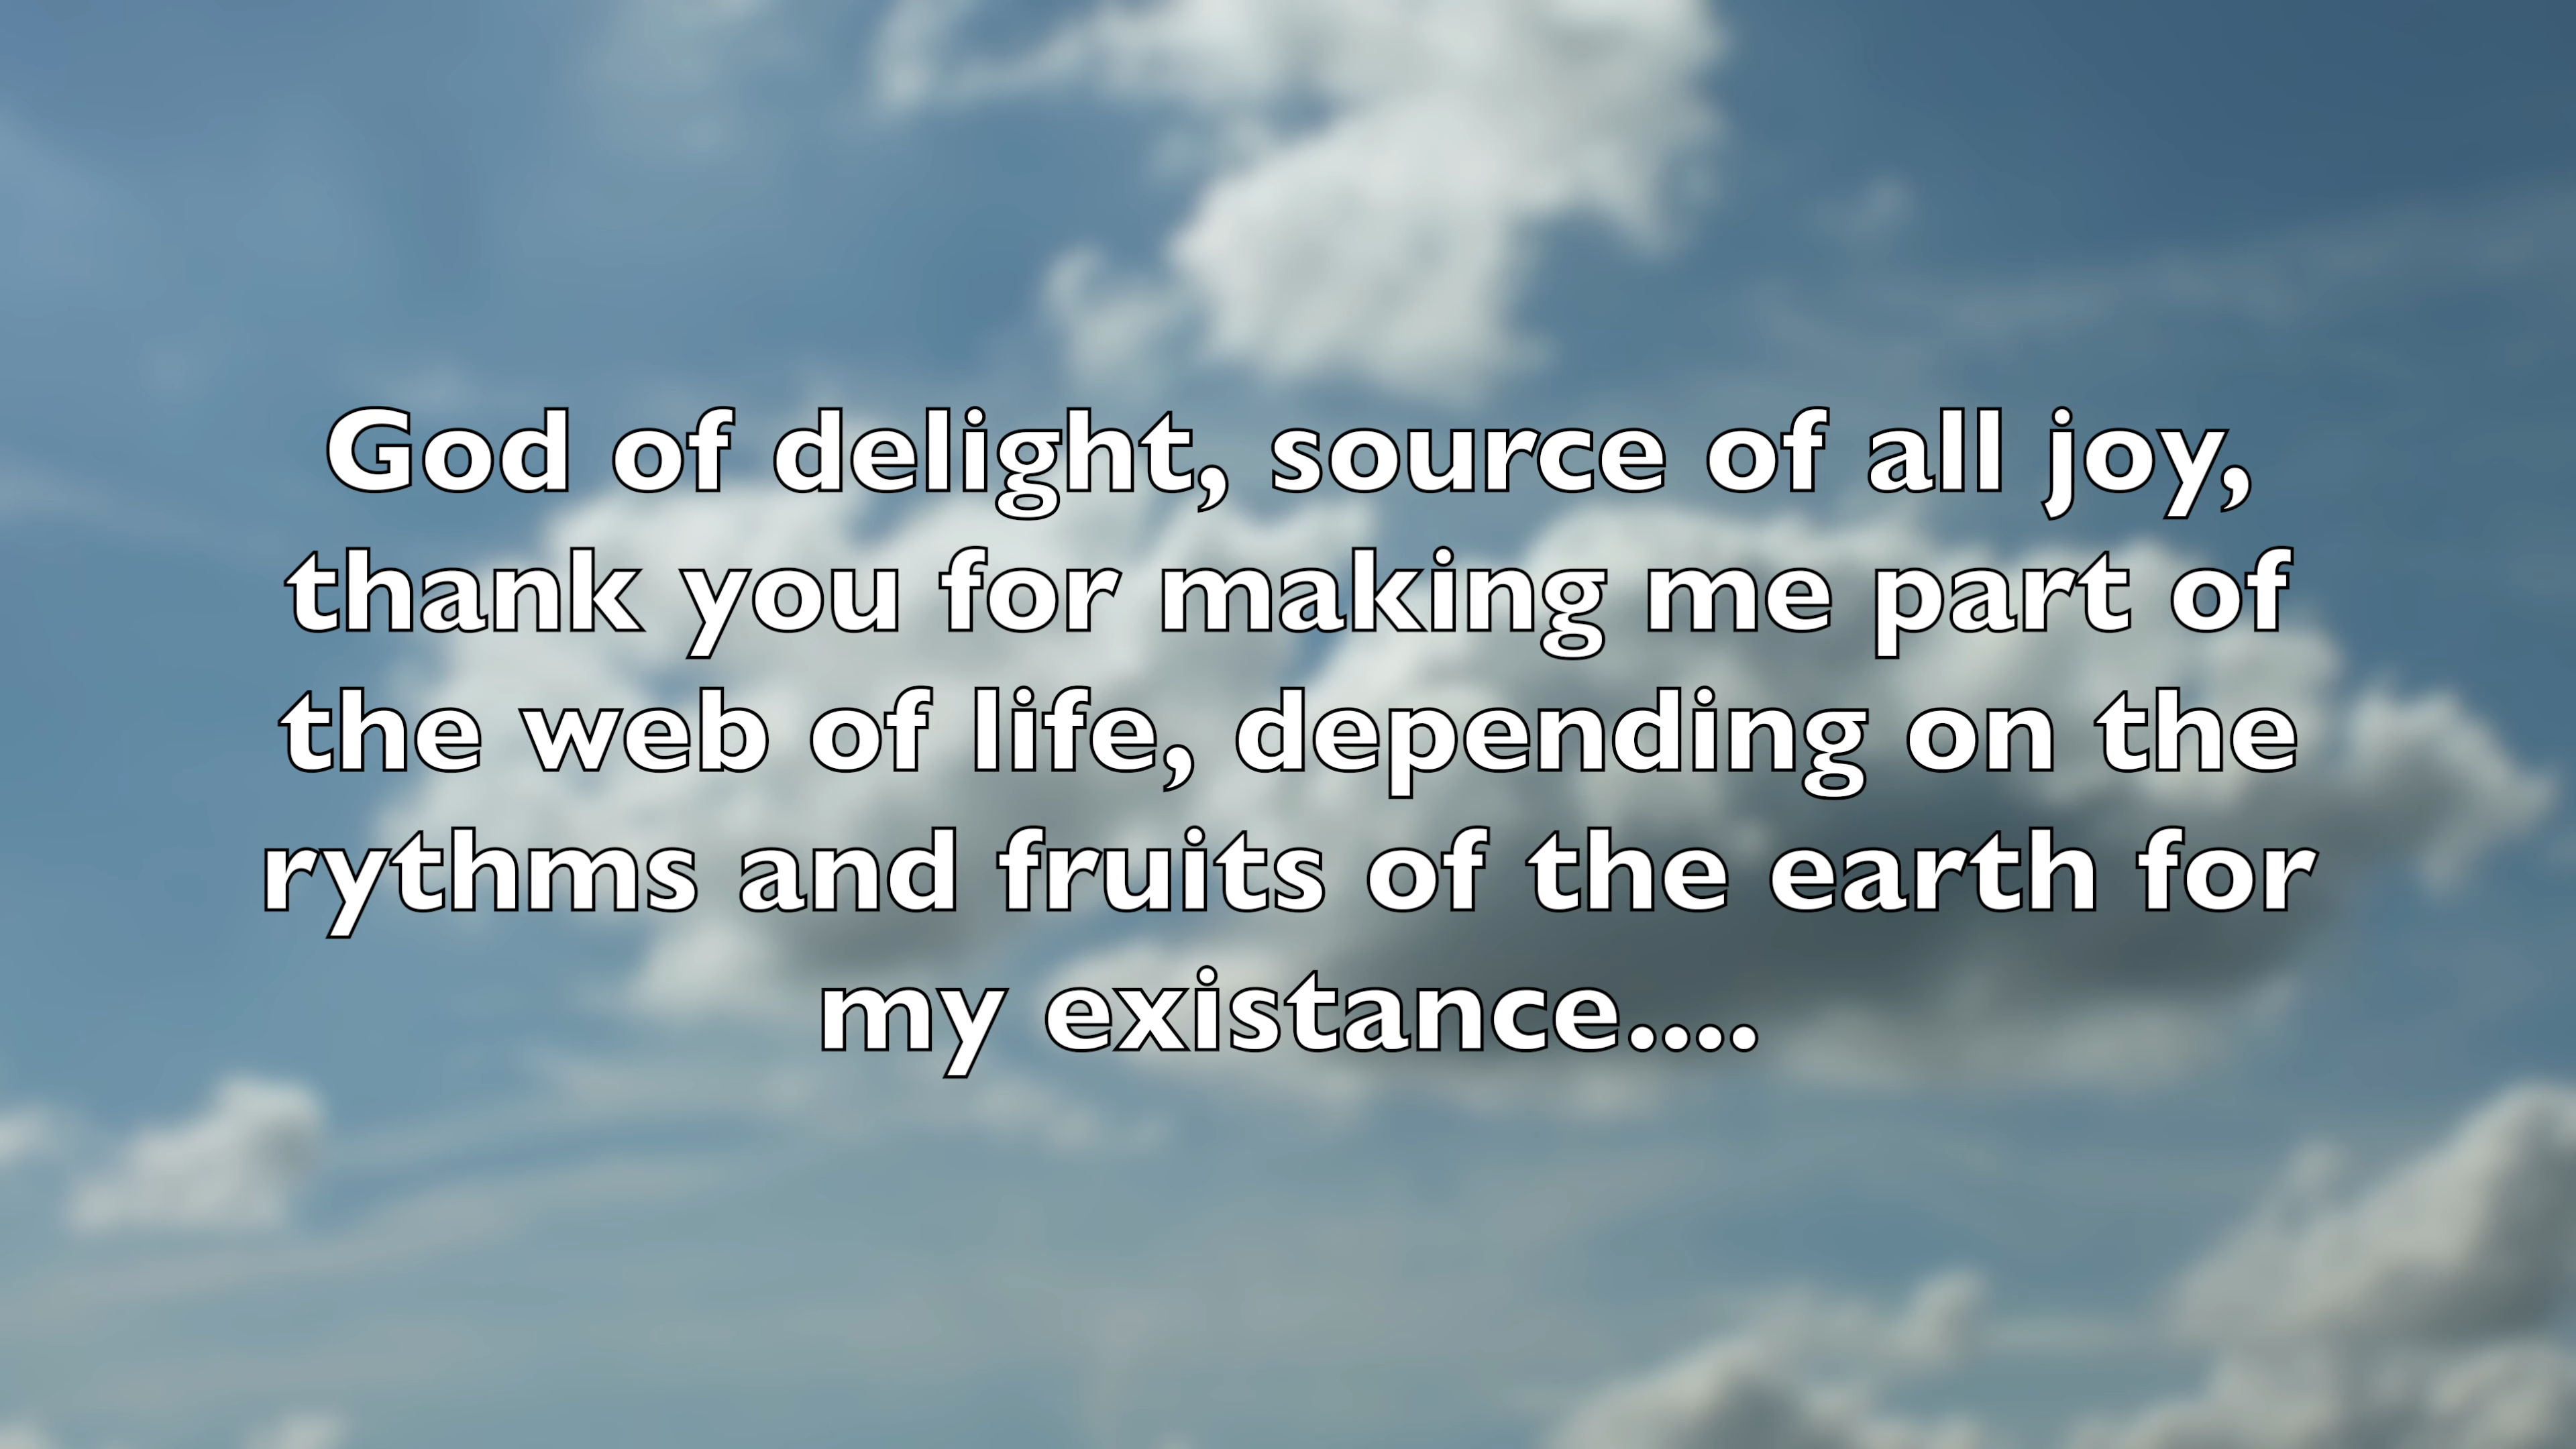 God of delight, source of all joy,
thank you for making me part of
the web of life, depending on the
rythms and fruits of the earth for
my existance....